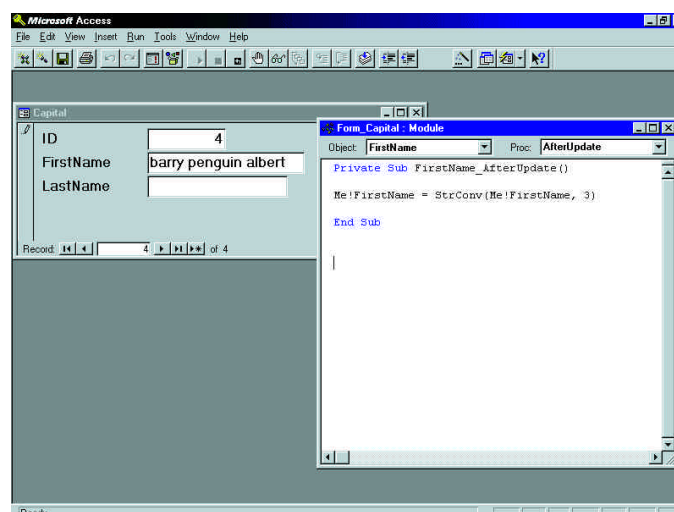 Microsoft Access
File Edit View Insert Run Tools Window Help
Capital
ID 4
FirstName barry penguin albert
LastName
Record: 4 of 4
Form_Capital : Module
Object: FirstName Proc: AfterUpdate
Private Sub FirstName_AfterUpdate()
Me!FirstName = StrConv(Me!FirstName, 3)
End Sub